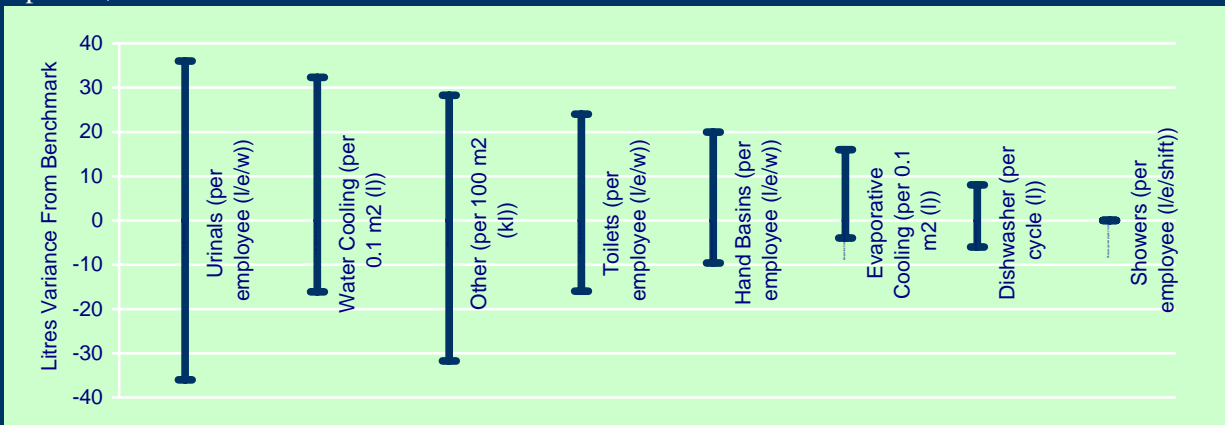 Litres Variance From Benchmark
40
30
20
10
0
-10
-20
-30
-40
Urinals (per
employee (l/e/w))
Water Cooling (per
0.1 m2 (l))
Other (per 100 m2
(kl))
Toilets (per
employee (l/e/w))
Hand Basins (per
employee (l/e/w))
Evaporative
Cooling (per 0.1
m2 (l))
Dishwasher (per
cycle (l))
Showers (per
employee (l/e/shift))